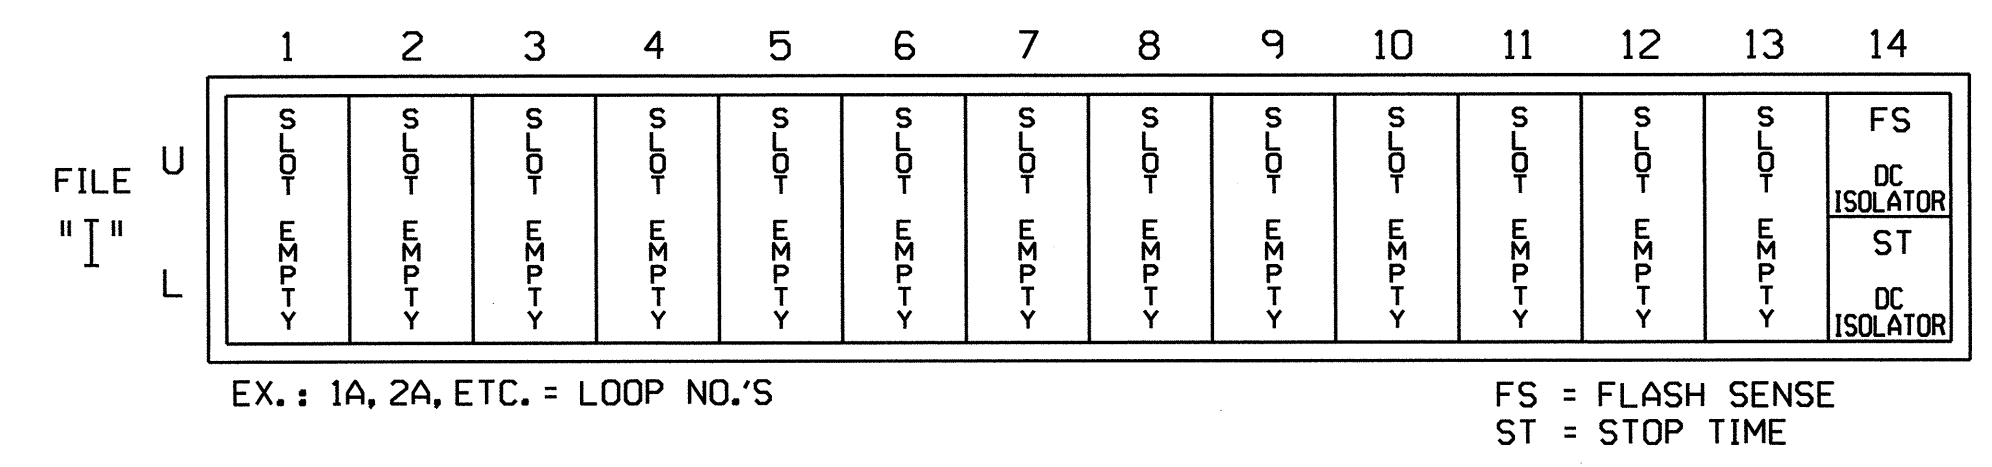 1 2 3 4 5 6 7 8 9 10 11 12 13 14
FILE
"I"
U
L
SLOT EMPTY
SLOT EMPTY
SLOT EMPTY
SLOT EMPTY
SLOT EMPTY
SLOT EMPTY
SLOT EMPTY
SLOT EMPTY
SLOT EMPTY
SLOT EMPTY
SLOT EMPTY
SLOT EMPTY
SLOT EMPTY
FS
DC
ISOLATOR
ST
DC
ISOLATOR
EX.: 1A, 2A, ETC. = LOOP NO.'S
FS = FLASH SENSE
ST = STOP TIME